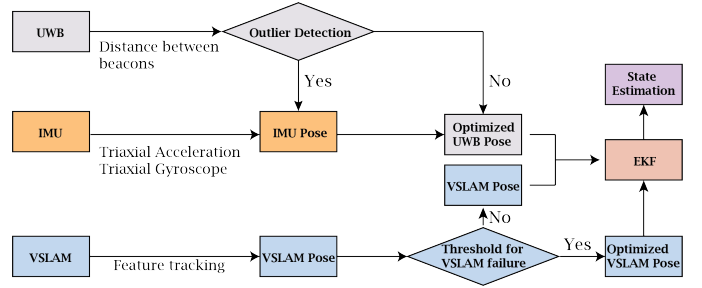 UWB
Distance between
beacons
Outlier Detection
Yes
No
State
Estimation
IMU
Triaxial Acceleration
Triaxial Gyroscope
IMU Pose
Optimized
UWB Pose
EKF
VSLAM Pose
No
VSLAM
Feature tracking
VSLAM Pose
Threshold for
VSLAM failure
Yes
Optimized
VSLAM Pose